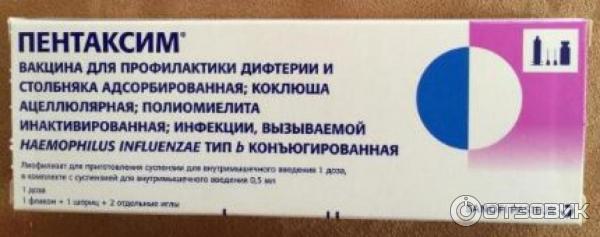 ПЕНТАКСИМ®
ВАКЦИНА ДЛЯ ПРОФИЛАКТИКИ ДИФТЕРИИ И
СТОЛБНЯКА АДСОРБИРОВАННАЯ; КОКЛЮША
АЦЕЛЛЮЛЯРНАЯ; ПОЛИОМИЕЛИТА
ИНАКТИВИРОВАННАЯ; ИНФЕКЦИИ, ВЫЗЫВАЕМОЙ
HAEMOPHILUS INFLUENZAE ТИП b КОНЪЮГИРОВАННАЯ
Лиофилизат для приготовления суспензии для внутримышечного введения 1 доза,
в комплекте с суспензией для внутримышечного введения 0,5 мл
1 доза
1 флакон + 1 шприц + 2 отдельные иглы
ОТЗОВИК